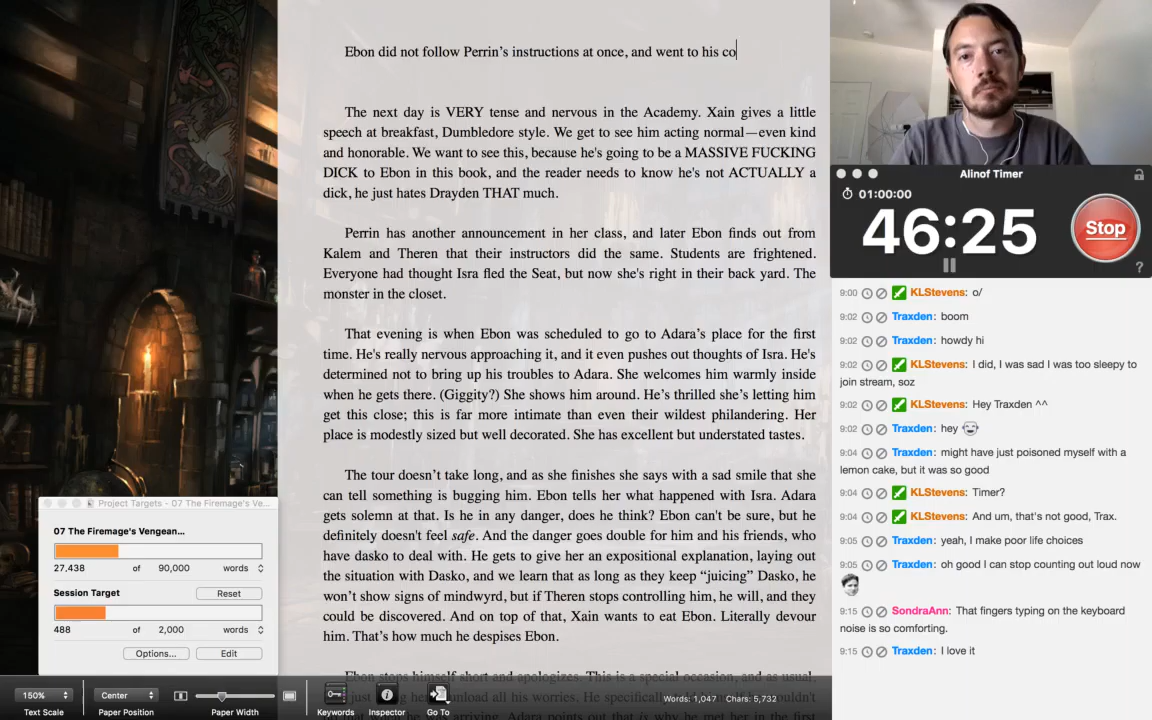 Ebon did not follow Perrin's instructions at once, and went to his co
The next day is VERY tense and nervous in the Academy. Xain gives a little
speech at breakfast, Dumbledore style. We get to see him acting normal—even kind
and honorable. We want to see this, because he's going to be a MASSIVE FUCKING
DICK to Ebon in this book, and the reader needs to know he's not ACTUALLY a
dick, he just hates Drayden THAT much.
Perrin has another announcement in her class, and later Ebon finds out from
Kalem and Theren that their instructors did the same. Students are frightened.
Everyone had thought Isra fled the Seat, but now she's right in their back yard. The
monster in the closet.
That evening is when Ebon was scheduled to go to Adara's place for the first
time. He's really nervous approaching it, and it even pushes out thoughts of Isra. He's
determined not to bring up his troubles to Adara. She welcomes him warmly inside
when he gets there. (Giggity?) She shows him around. He's thrilled she's letting him
get this close; this is far more intimate than even their wildest philandering. Her
place is modestly sized but well decorated. She has excellent but understated tastes.
The tour doesn't take long, and as she finishes she says with a sad smile that she
can tell something is bugging him. Ebon tells her what happened with Isra. Adara
gets solemn at that. Is he in any danger, does he think? Ebon can't be sure, but he
definitely doesn't feel safe. And the danger goes double for him and his friends, who
have dasko to deal with. He gets to give her an expositional explanation, laying out
the situation with Dasko, and we learn that as long as they keep “juicing” Dasko, he
won't show signs of mindwyrd, but if Theren stops controlling him, he will, and they
could be discovered. And on top of that, Xain wants to eat Ebon. Literally devour
him. That's how much he despises Ebon.
Ebon stops himself short and apologizes. This is a special occasion, and as usual,
Words: 1,047 Chars: 5,732
Project Targets - 07 The Firemage's Ve...
07 The Firemage's Vengean...
27,438 of 90,000 words
Session Target
Reset
488 of 2,000 words
Options...
Edit
150%
Center
Text Scale
Paper Position
Paper Width
Keywords
Inspector
Go To
Alinof Timer
01:00:00
46:25
Stop
?
9:00 KLStevens: o/
9:02 Traxden: boom
9:02 Traxden: howdy hi
9:02 KLStevens: I did, I was sad I was too sleepy to
join stream, soz
9:02 KLStevens: Hey Traxden ^^
9:02 Traxden: hey
9:04 Traxden: might have just poisoned myself with a
lemon cake, but it was so good
9:04 KLStevens: Timer?
9:04 KLStevens: And um, that's not good, Trax.
9:05 Traxden: yeah, I make poor life choices
9:05 Traxden: oh good I can stop counting out loud now
9:15 SondraAnn: That fingers typing on the keyboard
noise is so comforting.
9:15 Traxden: I love it